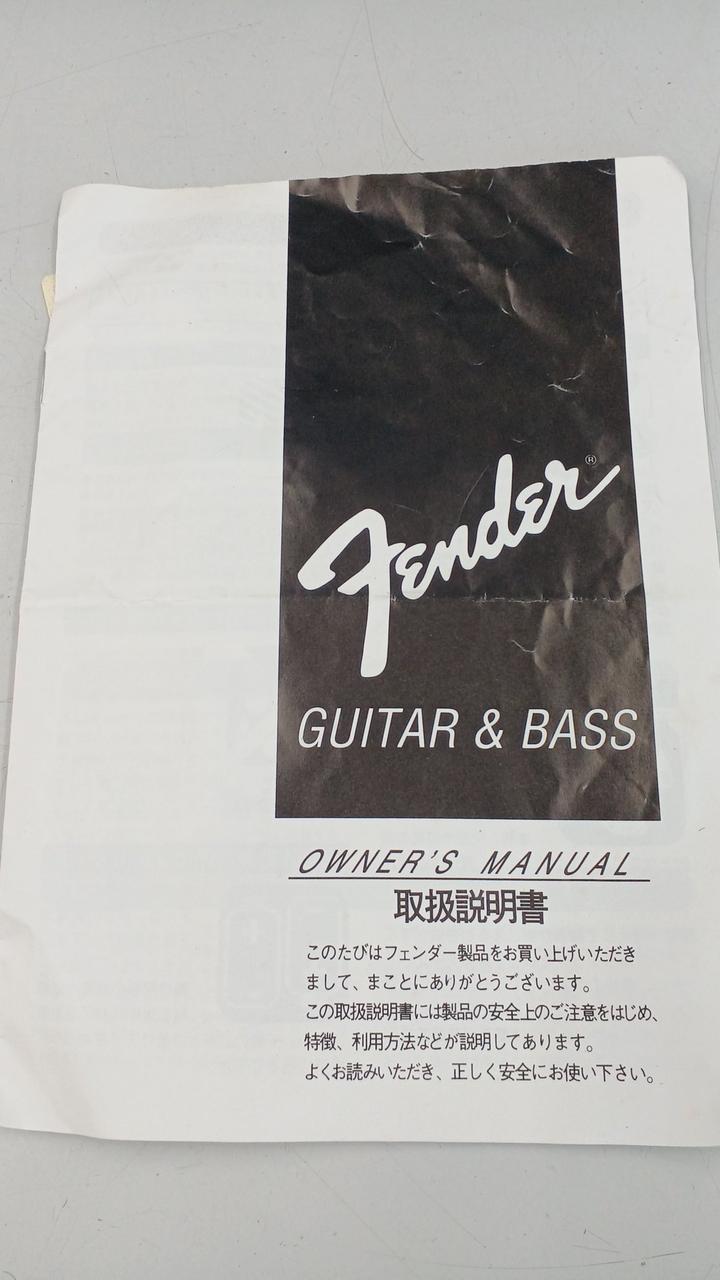 Fender®
GUITAR & BASS
OWNER'S MANUAL
取扱説明書
このたびはフェンダー製品をお買い上げいただき
まして、まことにありがとうございます。
この取扱説明書には製品の安全上のご注意をはじめ、
特徴、利用方法などが説明してあります。
よくお読みいただき、正しく安全にお使い下さい。